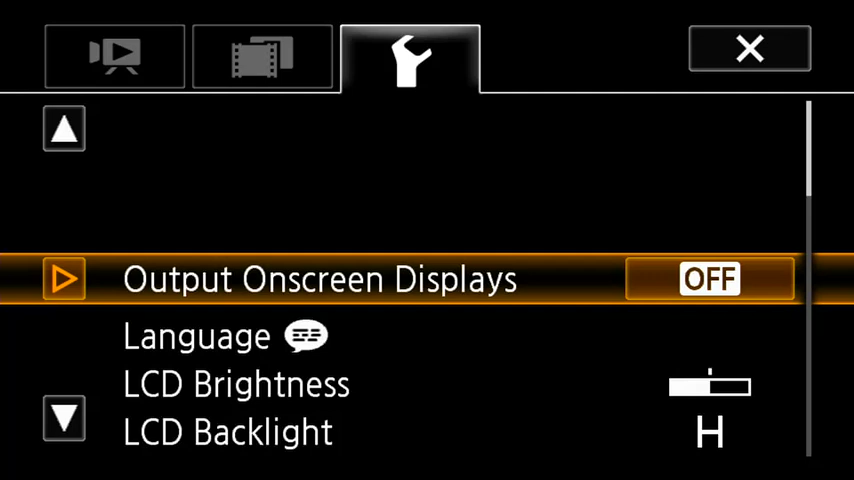 Output Onscreen Displays OFF
Language
LCD Brightness
LCD Backlight H